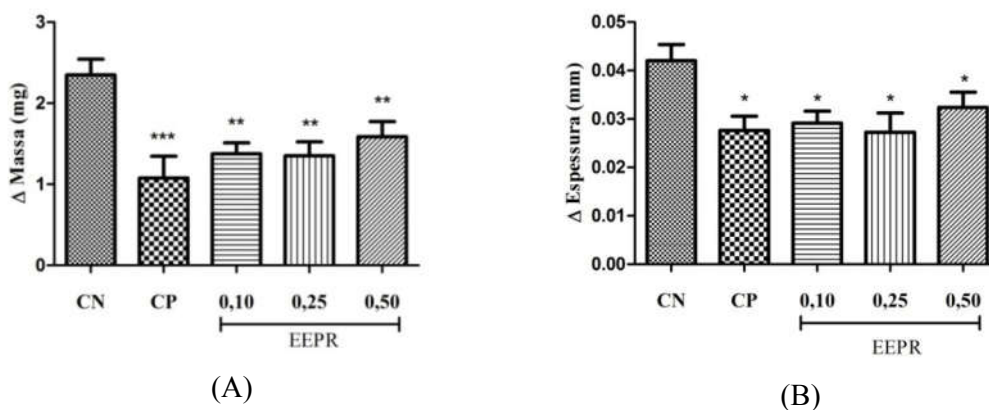 3
2
1
0
Δ Massa (mg)
***
**
**
**
CN
CP
0,10
0,25
0,50
EEPR
(A)
0.05
0.04
0.03
0.02
0.01
0.00
Δ Espessura (mm)
*
*
*
*
CN
CP
0,10
0,25
0,50
EEPR
(B)